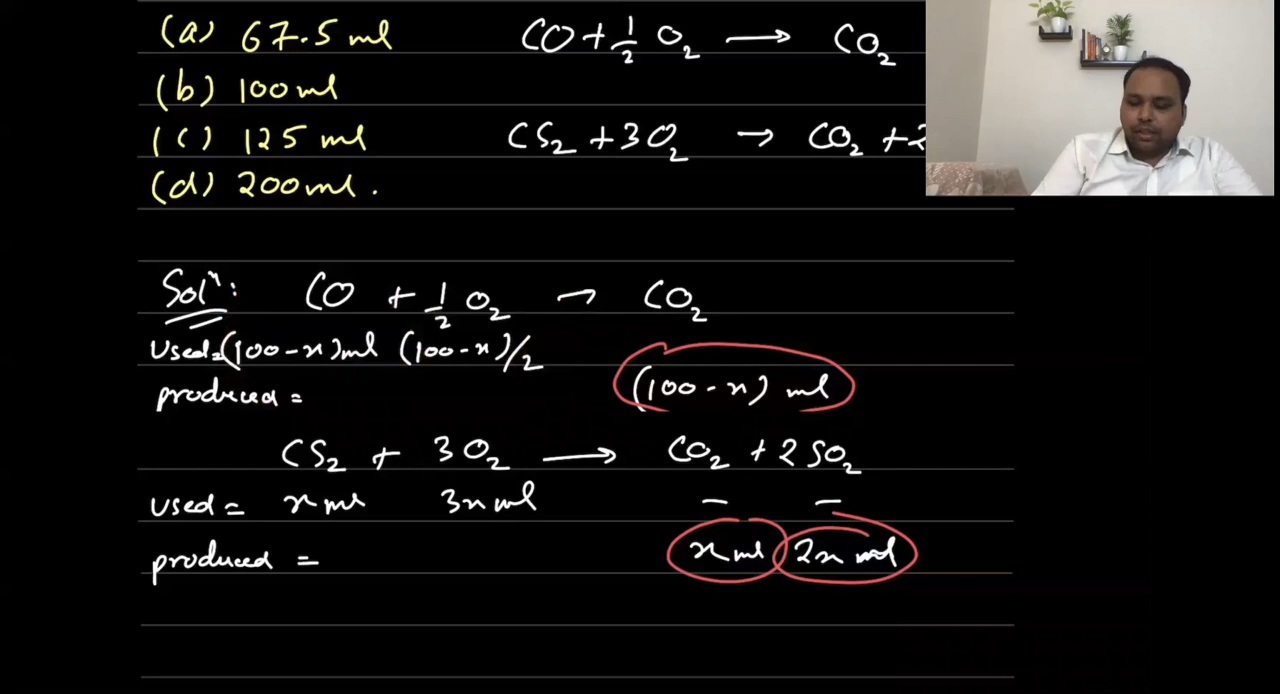 (a) 67.5 ml CO + 1/2 O₂ → CO₂
(b) 100 ml
(c) 125 ml CS₂ + 3O₂ → CO₂ + 2
(d) 200 ml.
Solⁿ: CO + 1/2 O₂ → CO₂
used = (100 - x) ml (100 - x)/2
produced = (100 - x) ml
CS₂ + 3O₂ → CO₂ + 2SO₂
used = x ml 3x ml - -
produced = x ml 2x ml